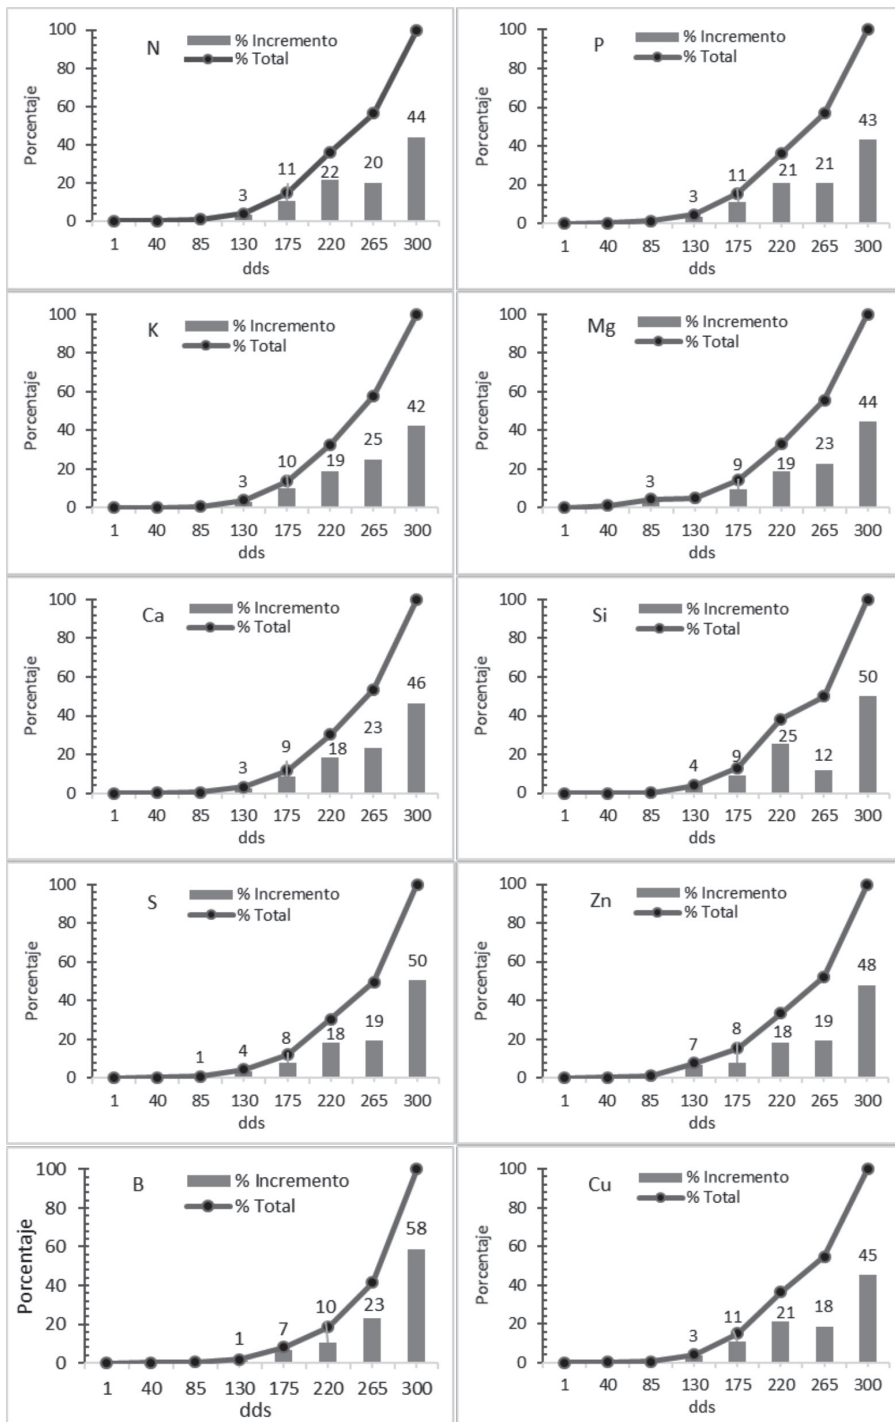 N
% Incremento
% Total
Porcentaje
100
80
60
40
20
0
3
11
22
20
44
1 40 85 130 175 220 265 300
dds
P
% Incremento
% Total
Porcentaje
100
80
60
40
20
0
3
11
21
21
43
1 40 85 130 175 220 265 300
dds
K
% Incremento
% Total
Porcentaje
100
80
60
40
20
0
3
10
19
25
42
1 40 85 130 175 220 265 300
dds
Mg
% Incremento
% Total
Porcentaje
100
80
60
40
20
0
3
9
19
23
44
1 40 85 130 175 220 265 300
dds
Ca
% Incremento
% Total
Porcentaje
100
80
60
40
20
0
3
9
18
23
46
1 40 85 130 175 220 265 300
dds
Si
% Incremento
% Total
Porcentaje
100
80
60
40
20
0
4
9
25
12
50
1 40 85 130 175 220 265 300
dds
S
% Incremento
% Total
Porcentaje
100
80
60
40
20
0
1
4
8
18
19
50
1 40 85 130 175 220 265 300
dds
Zn
% Incremento
% Total
Porcentaje
100
80
60
40
20
0
7
8
18
19
48
1 40 85 130 175 220 265 300
dds
B
% Incremento
% Total
Porcentaje
100
80
60
40
20
0
1
7
10
23
58
1 40 85 130 175 220 265 300
dds
Cu
% Incremento
% Total
Porcentaje
100
80
60
40
20
0
3
11
21
18
45
1 40 85 130 175 220 265 300
dds